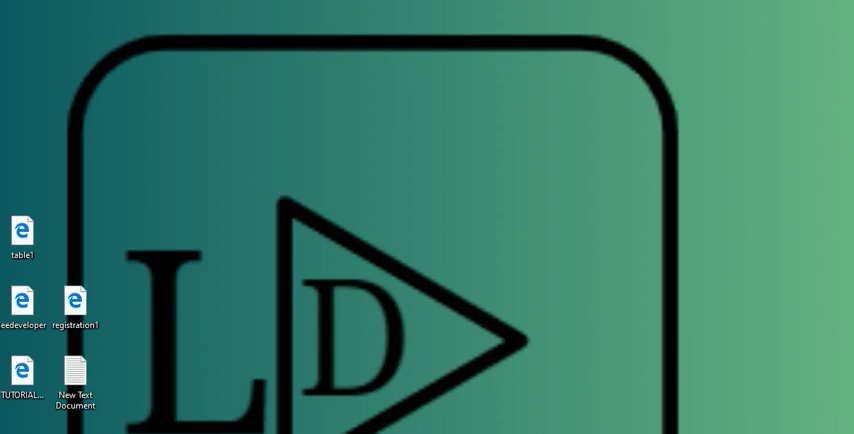 table1
eedeveloper
registration1
TUTORIAL...
New Text
Document
L
D